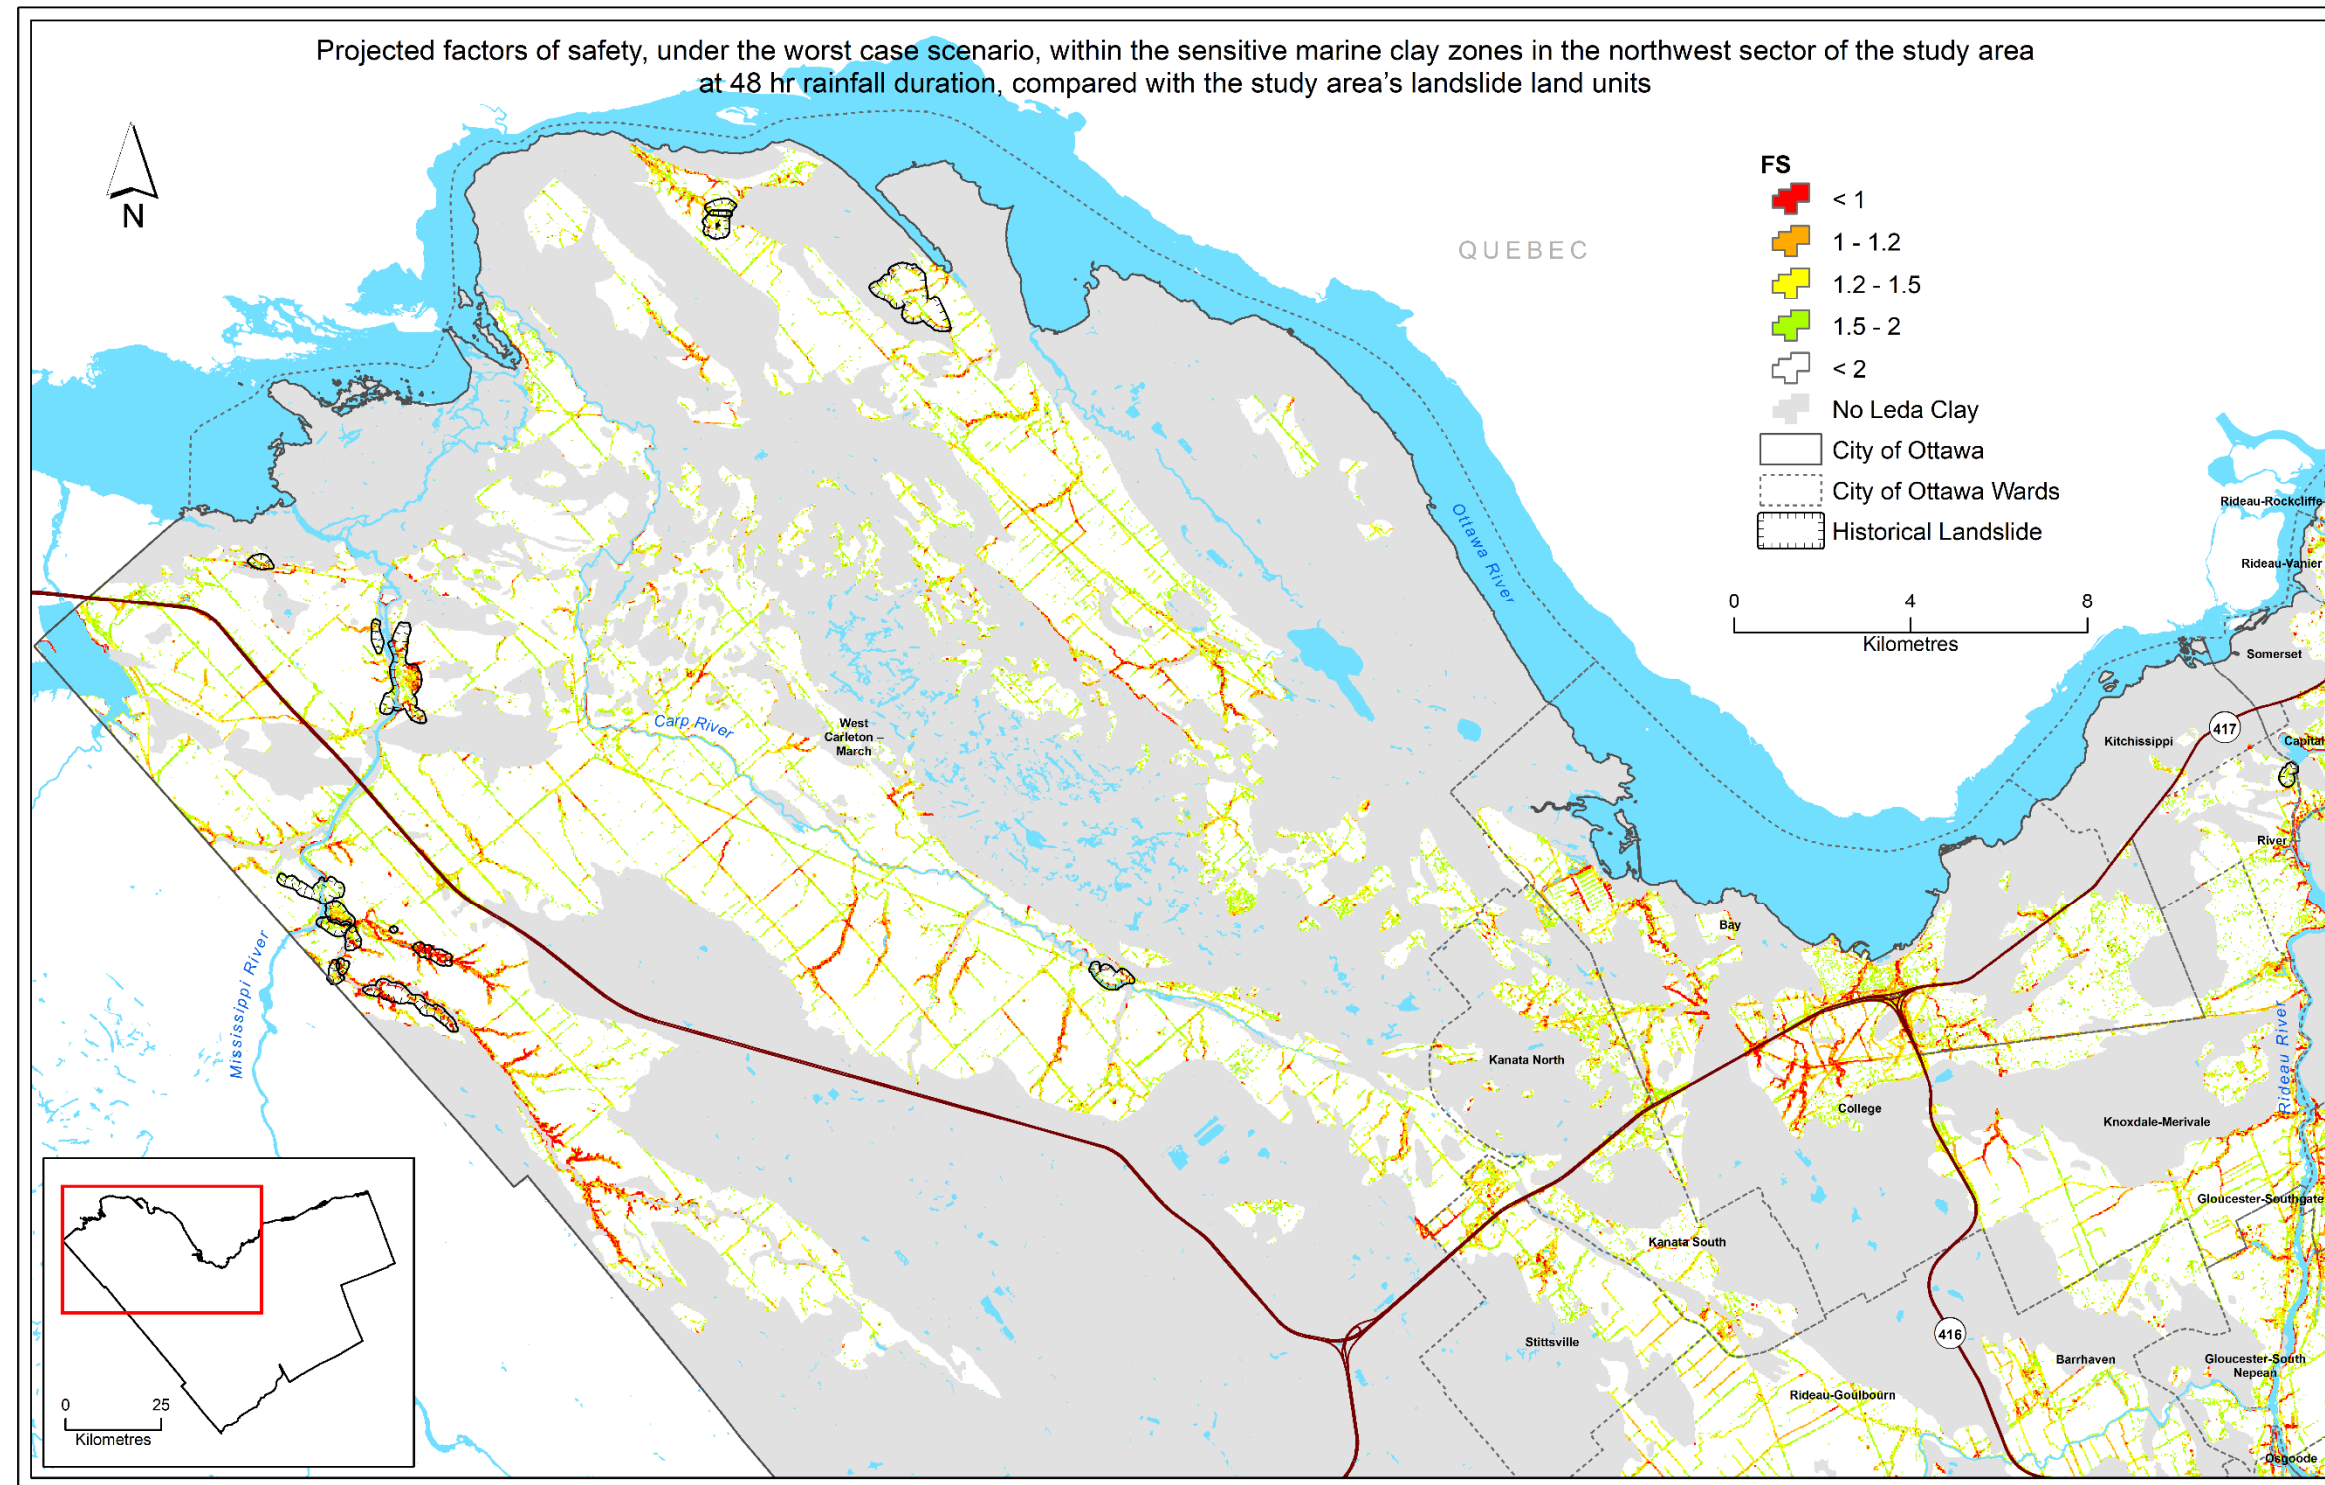 Projected factors of safety, under the worst case scenario, within the sensitive marine clay zones in the northwest sector of the study area
at 48 hr rainfall duration, compared with the study area's landslide land units
N
QUEBEC
FS
< 1
1 - 1.2
1.2 - 1.5
1.5 - 2
< 2
No Leda Clay
City of Ottawa
City of Ottawa Wards
Historical Landslide
0 4 8
Kilometres
Ottawa River
Rideau-Rockcliffe
Rideau-Vanier
Somerset
417
Kitchissippi
Capital
River
Carp River
West
Carleton –
March
Bay
Mississippi River
Kanata North
College
Knoxdale-Merivale
Rideau River
Gloucester-Southgate
Kanata South
Stittsville
416
Barrhaven
Gloucester-South
Nepean
Rideau-Goulbourn
Osgoode
0 25
Kilometres